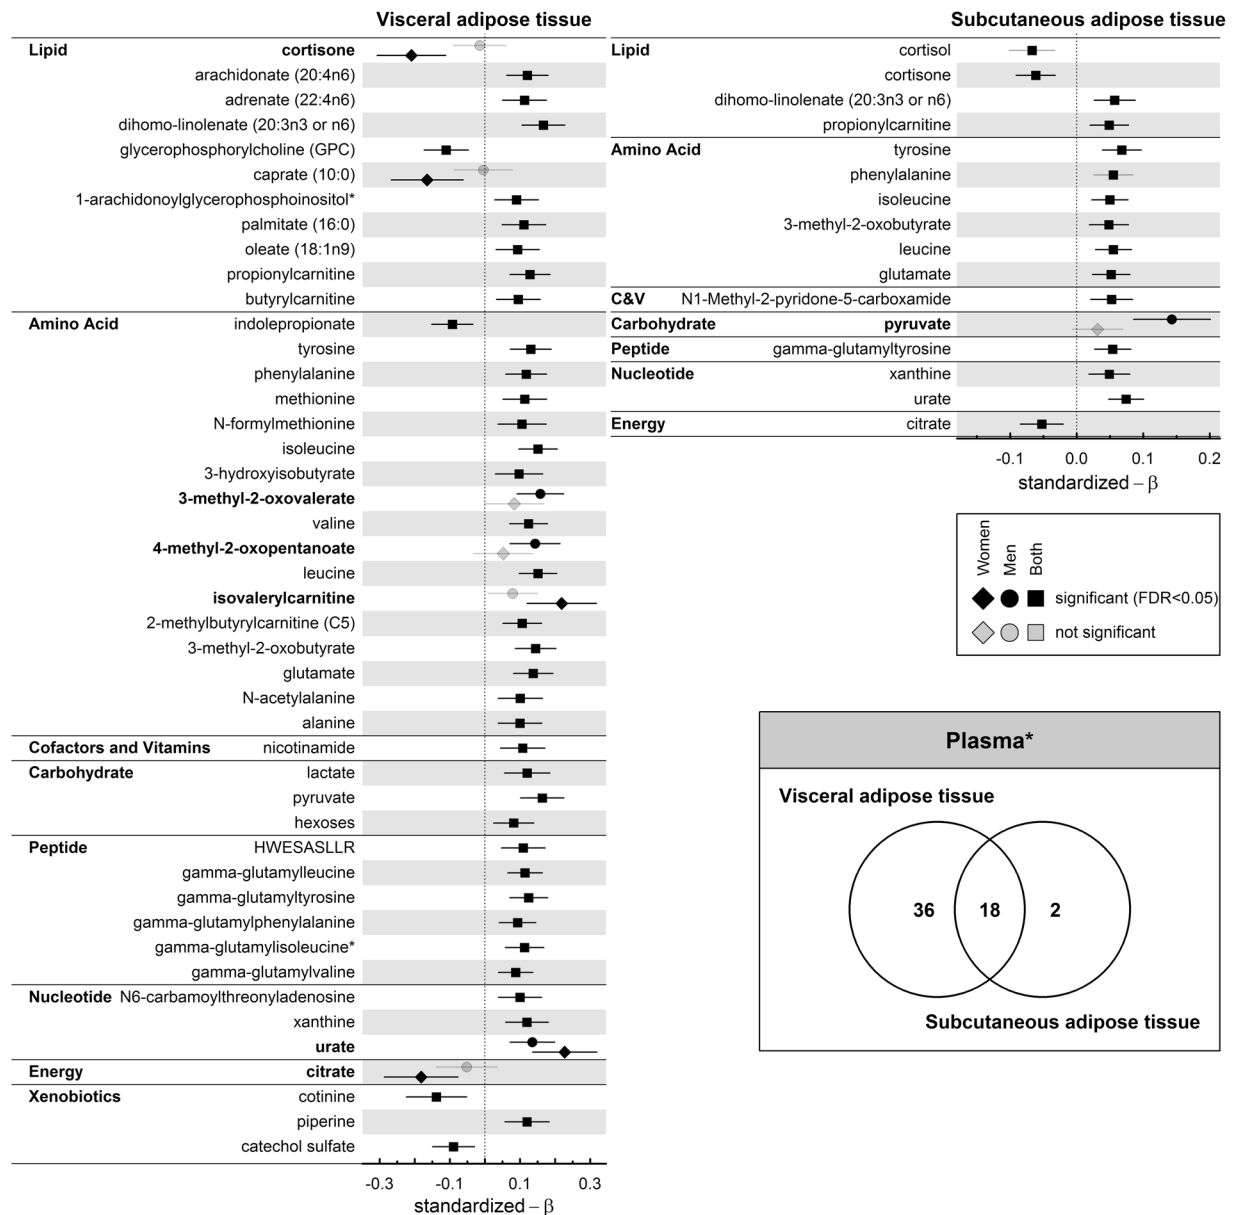 Visceral adipose tissue
Lipid cortisone
arachidonate (20:4n6)
adrenate (22:4n6)
dihomo-linolenate (20:3n3 or n6)
glycerophosphorylcholine (GPC)
caprate (10:0)
1-arachidonoylglycerophosphoinositol*
palmitate (16:0)
oleate (18:1n9)
propionylcarnitine
butyrylcarnitine
Amino Acid indolepropionate
tyrosine
phenylalanine
methionine
N-formylmethionine
isoleucine
3-hydroxyisobutyrate
3-methyl-2-oxovalerate
valine
4-methyl-2-oxopentanoate
leucine
isovalerylcarnitine
2-methylbutyrylcarnitine (C5)
3-methyl-2-oxobutyrate
glutamate
N-acetylalanine
alanine
Cofactors and Vitamins nicotinamide
Carbohydrate lactate
pyruvate
hexoses
Peptide HWESASLLR
gamma-glutamylleucine
gamma-glutamyltyrosine
gamma-glutamylphenylalanine
gamma-glutamylisoleucine*
gamma-glutamylvaline
Nucleotide N6-carbamoylthreonyladenosine
xanthine
urate
Energy citrate
Xenobiotics cotinine
piperine
catechol sulfate
-0.3 -0.1 0.1 0.3
standardized – β
Subcutaneous adipose tissue
Lipid cortisol
cortisone
dihomo-linolenate (20:3n3 or n6)
propionylcarnitine
Amino Acid tyrosine
phenylalanine
isoleucine
3-methyl-2-oxobutyrate
leucine
glutamate
C&V N1-Methyl-2-pyridone-5-carboxamide
Carbohydrate pyruvate
Peptide gamma-glutamyltyrosine
Nucleotide xanthine
urate
Energy citrate
-0.1 0.0 0.1 0.2
standardized – β
Women
Men
Both
significant (FDR<0.05)
not significant
Plasma*
Visceral adipose tissue
36 18 2
Subcutaneous adipose tissue